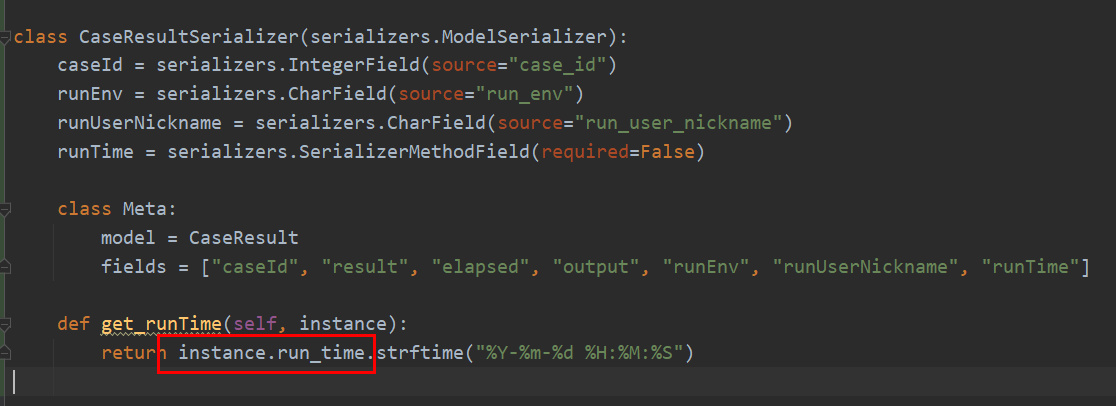 class CaseResultSerializer(serializers.ModelSerializer):
    caseId = serializers.IntegerField(source="case_id")
    runEnv = serializers.CharField(source="run_env")
    runUserNickname = serializers.CharField(source="run_user_nickname")
    runTime = serializers.SerializerMethodField(required=False)
    class Meta:
        model = CaseResult
        fields = ["caseId", "result", "elapsed", "output", "runEnv", "runUserNickname", "runTime"]
    def get_runTime(self, instance):
        return instance.run_time.strftime("%Y-%m-%d %H:%M:%S")